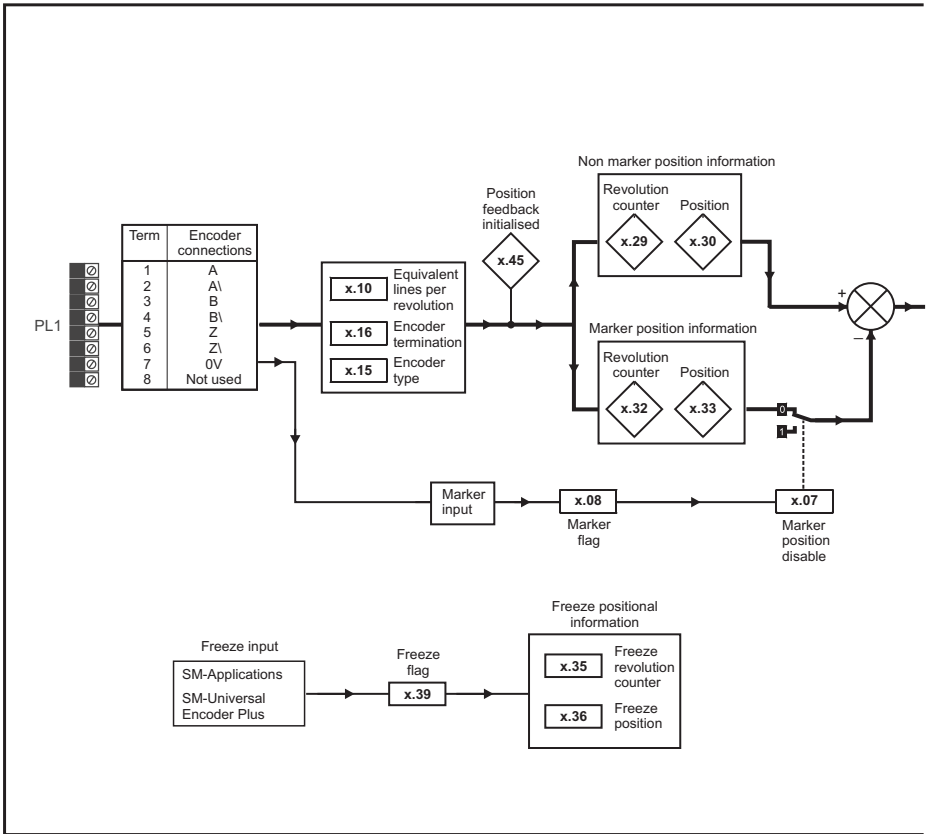 Non marker position information
Revolution
counter
Position
x.29
x.30
Position
feedback
initialised
x.45
Term
Encoder
connections
1 A
2 A\
3 B
4 B\
5 Z
6 Z\
7 0V
8 Not used
PL1
x.10
Equivalent
lines per
revolution
x.16
Encoder
termination
x.15
Encoder
type
+
–
Marker position information
Revolution
counter
Position
x.32
x.33
0
1
Marker
input
x.08
Marker
flag
x.07
Marker
position
disable
Freeze input
SM-Applications
SM-Universal
Encoder Plus
Freeze
flag
x.39
Freeze positional
information
x.35
Freeze
revolution
counter
x.36
Freeze
position